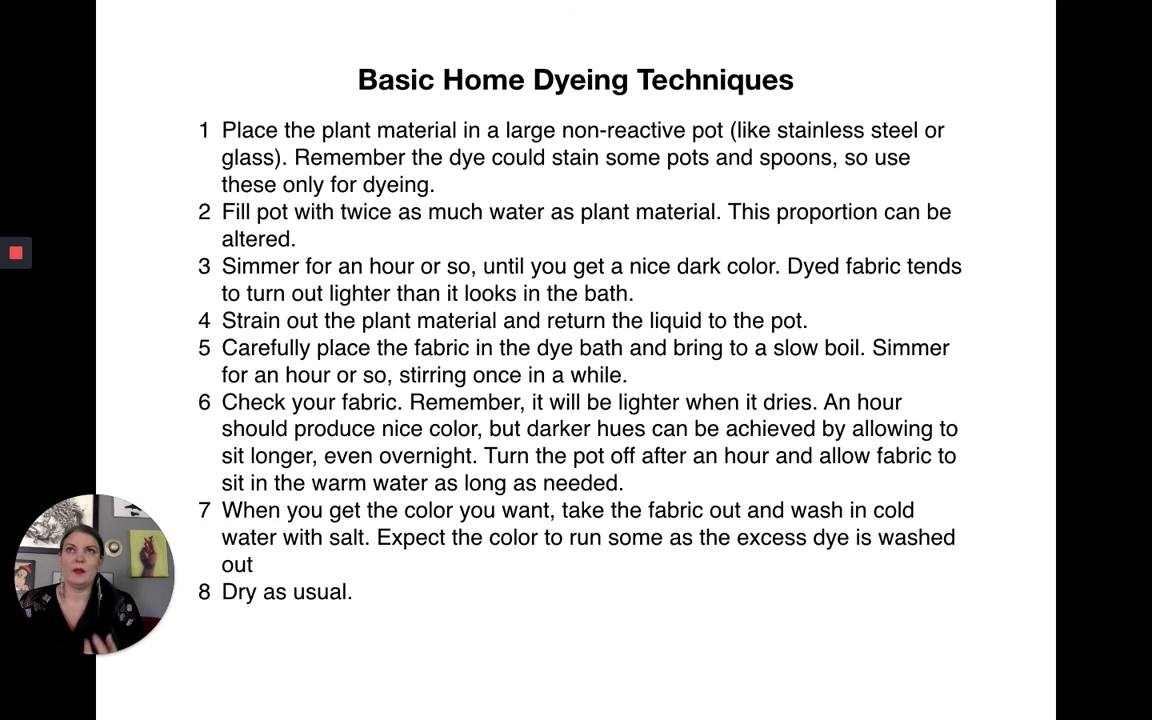 Basic Home Dyeing Techniques
1 Place the plant material in a large non-reactive pot (like stainless steel or
glass). Remember the dye could stain some pots and spoons, so use
these only for dyeing.
2 Fill pot with twice as much water as plant material. This proportion can be
altered.
3 Simmer for an hour or so, until you get a nice dark color. Dyed fabric tends
to turn out lighter than it looks in the bath.
4 Strain out the plant material and return the liquid to the pot.
5 Carefully place the fabric in the dye bath and bring to a slow boil. Simmer
for an hour or so, stirring once in a while.
6 Check your fabric. Remember, it will be lighter when it dries. An hour
should produce nice color, but darker hues can be achieved by allowing to
sit longer, even overnight. Turn the pot off after an hour and allow fabric to
sit in the warm water as long as needed.
7 When you get the color you want, take the fabric out and wash in cold
water with salt. Expect the color to run some as the excess dye is washed
out
8 Dry as usual.